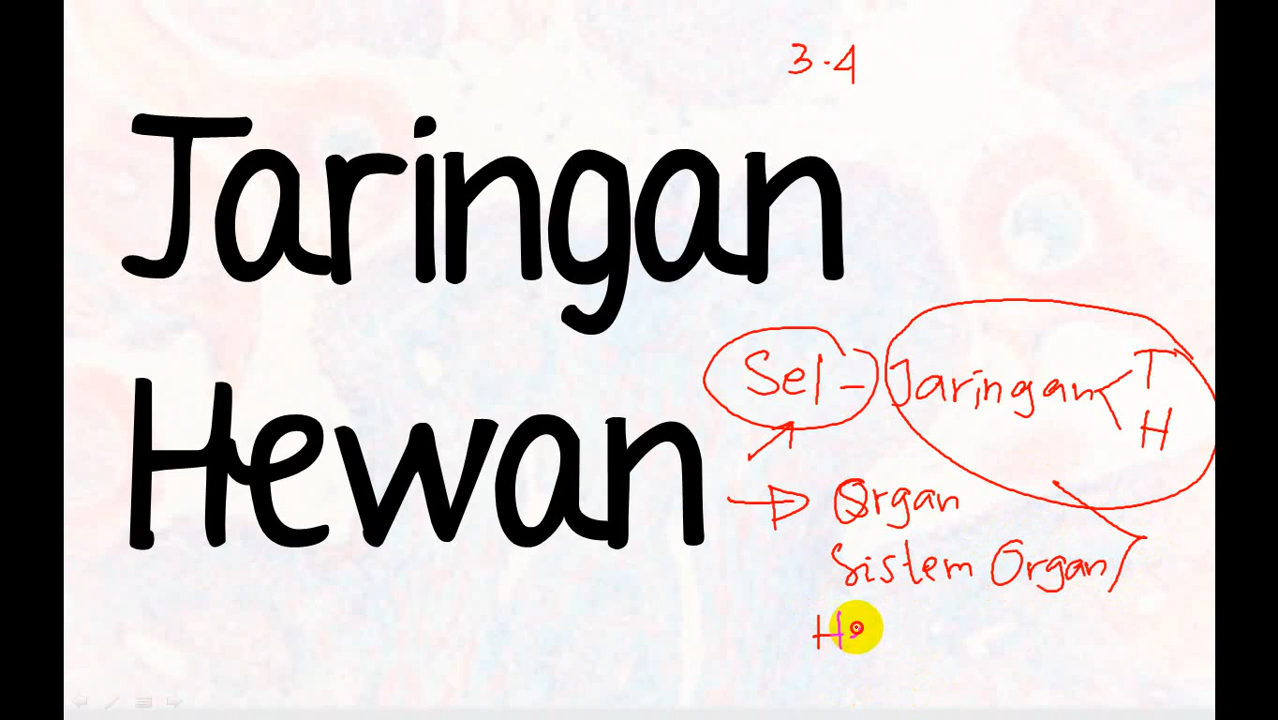 3.4
Jaringan
Hewan
Sel - Jaringan < T
H
→ Organ
Sistem Organ
H